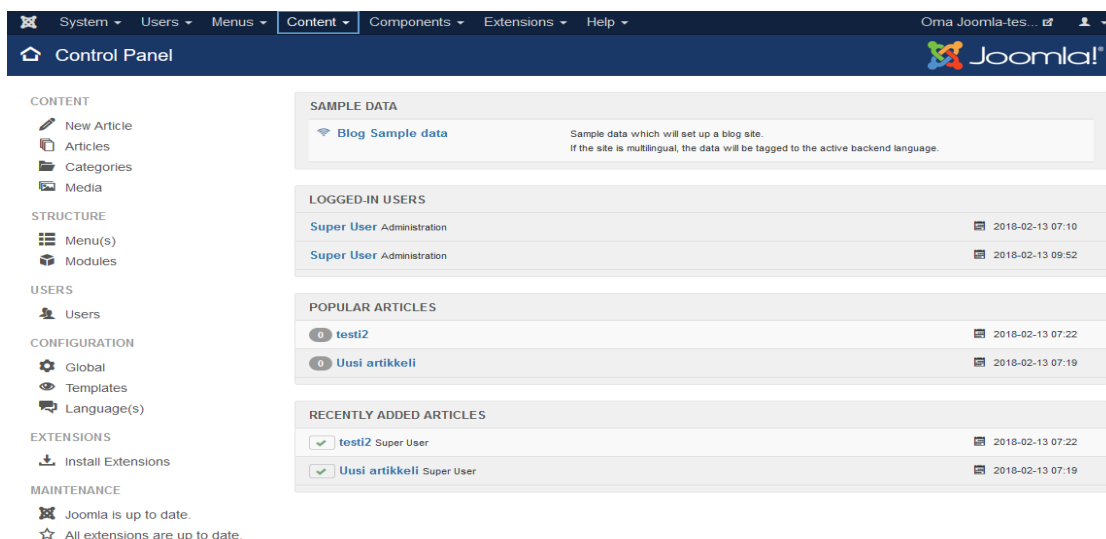 System Users Menus Content Components Extensions Help Oma Joomla-tes...
Control Panel Joomla!
CONTENT
New Article
Articles
Categories
Media
STRUCTURE
Menu(s)
Modules
USERS
Users
CONFIGURATION
Global
Templates
Language(s)
EXTENSIONS
Install Extensions
MAINTENANCE
Joomla is up to date.
All extensions are up to date.
SAMPLE DATA
Blog Sample data Sample data which will set up a blog site.
If the site is multilingual, the data will be tagged to the active backend language.
LOGGED-IN USERS
Super User Administration 2018-02-13 07:10
Super User Administration 2018-02-13 09:52
POPULAR ARTICLES
0 testi2 2018-02-13 07:22
0 Uusi artikkeli 2018-02-13 07:19
RECENTLY ADDED ARTICLES
testi2 Super User 2018-02-13 07:22
Uusi artikkeli Super User 2018-02-13 07:19